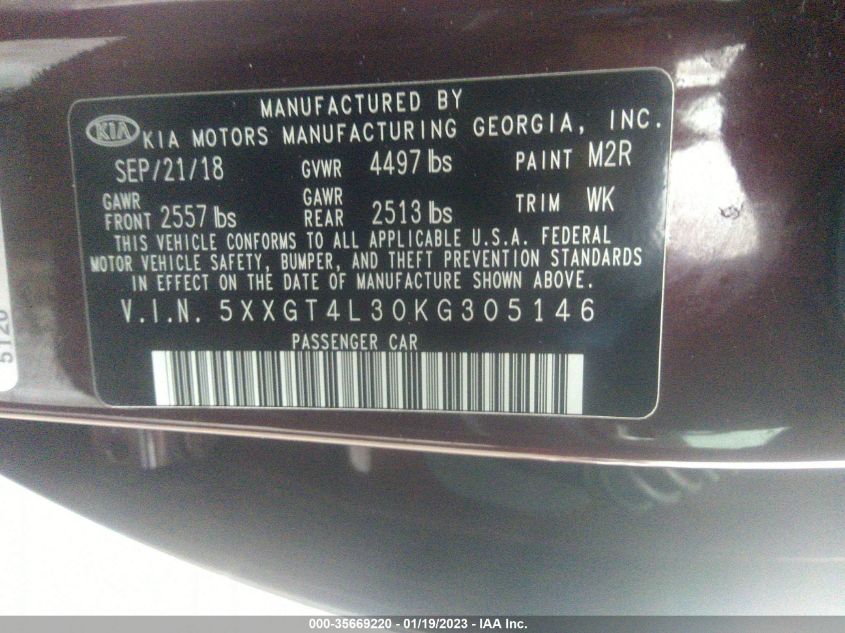 MANUFACTURED BY
KIA KIA MOTORS MANUFACTURING GEORGIA, INC.
SEP/21/18 GVWR 4497 lbs PAINT M2R
GAWR FRONT 2557 lbs GAWR REAR 2513 lbs TRIM WK
THIS VEHICLE CONFORMS TO ALL APPLICABLE U.S.A. FEDERAL
MOTOR VEHICLE SAFETY, BUMPER, AND THEFT PREVENTION STANDARDS
IN EFFECT ON THE DATE OF MANUFACTURE SHOWN ABOVE.
V.I.N. 5XXGT4L30KG305146
PASSENGER CAR
5120
000-35669220 - 01/19/2023 - IAA Inc.